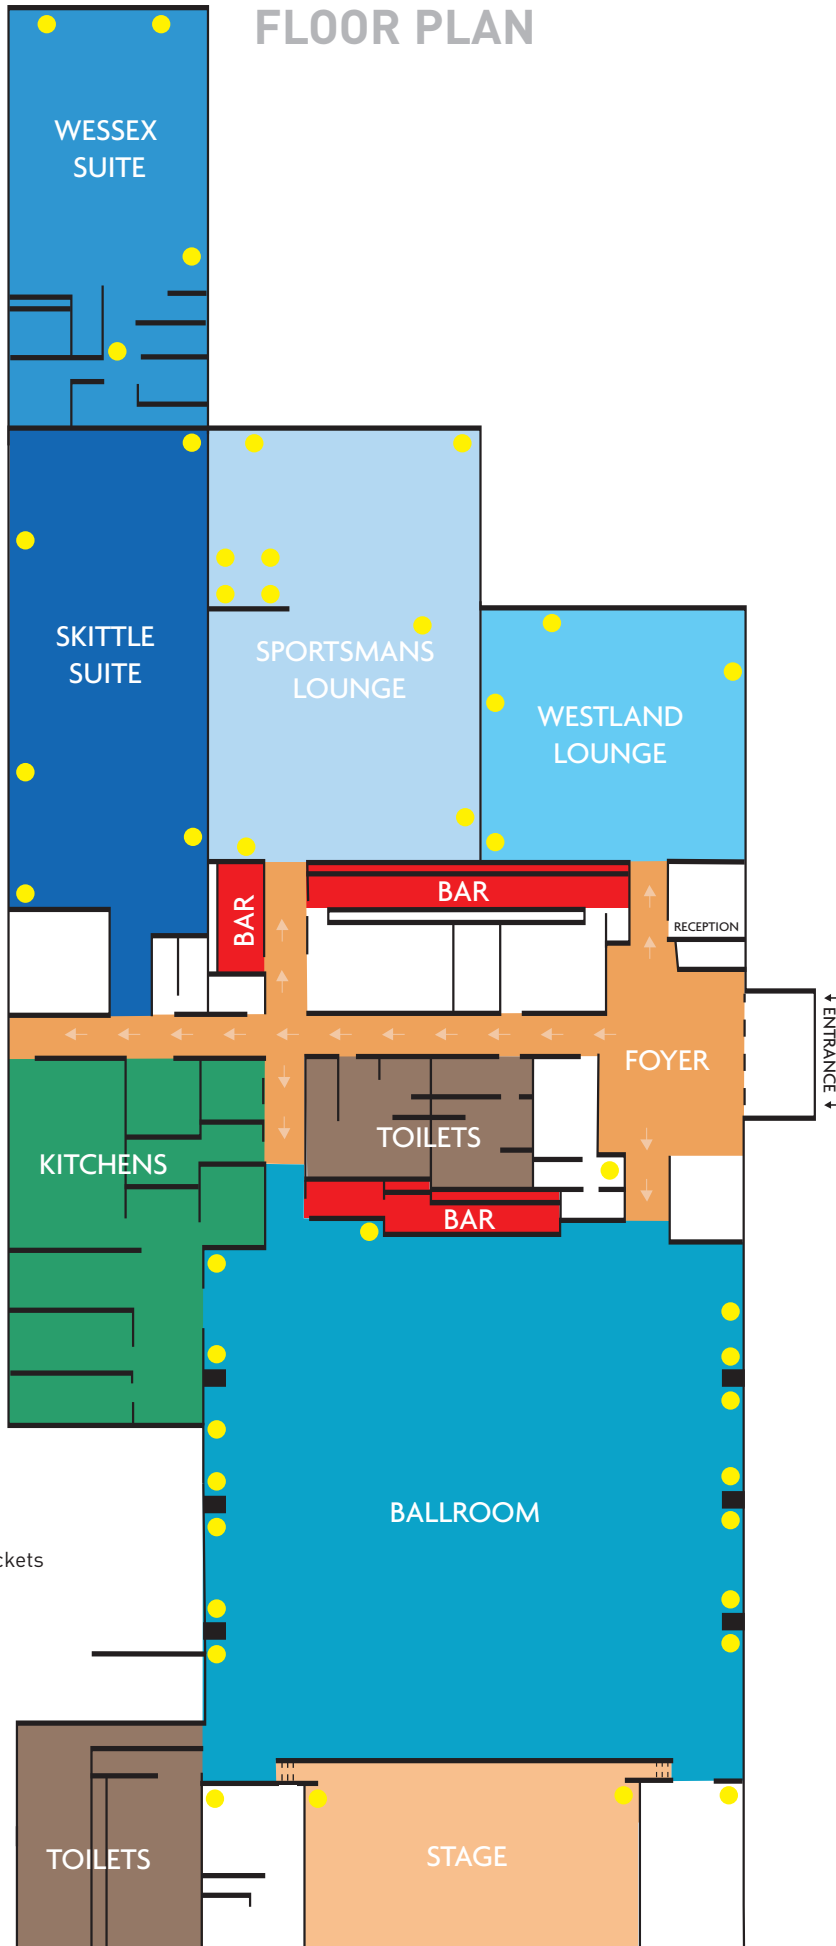 FLOOR PLAN
WESSEX
SUITE
SKITTLE
SUITE
SPORTSMANS
LOUNGE
WESTLAND
LOUNGE
BAR
BAR
RECEPTION
ENTRANCE
FOYER
TOILETS
KITCHENS
BAR
BALLROOM
ckets
TOILETS
STAGE